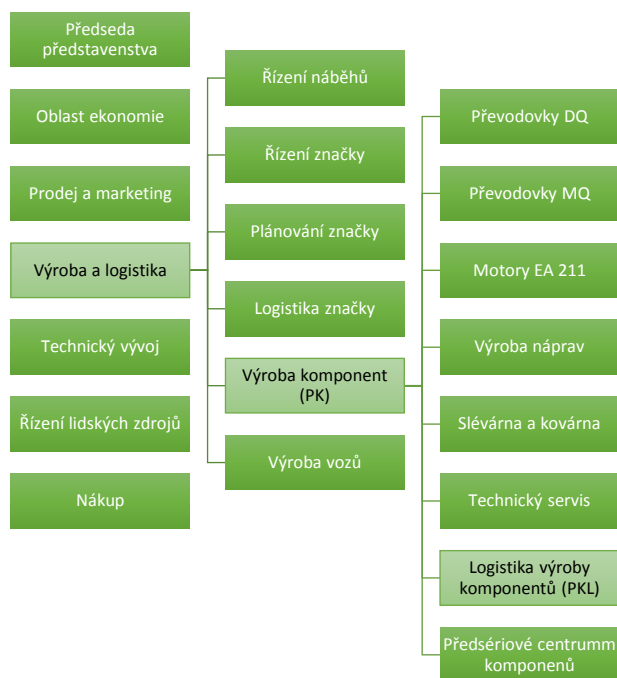 Předseda
představenstva
Oblast ekonomie
Prodej a marketing
Výroba a logistika
Technický vývoj
Řízení lidských zdrojů
Nákup
Řízení náběhů
Řízení značky
Plánování značky
Logistika značky
Výroba komponent
(PK)
Výroba vozů
Převodovky DQ
Převodovky MQ
Motory EA 211
Výroba náprav
Slévárna a kovárna
Technický servis
Logistika výroby
komponentů (PKL)
Předsériové centrumm
komponenů